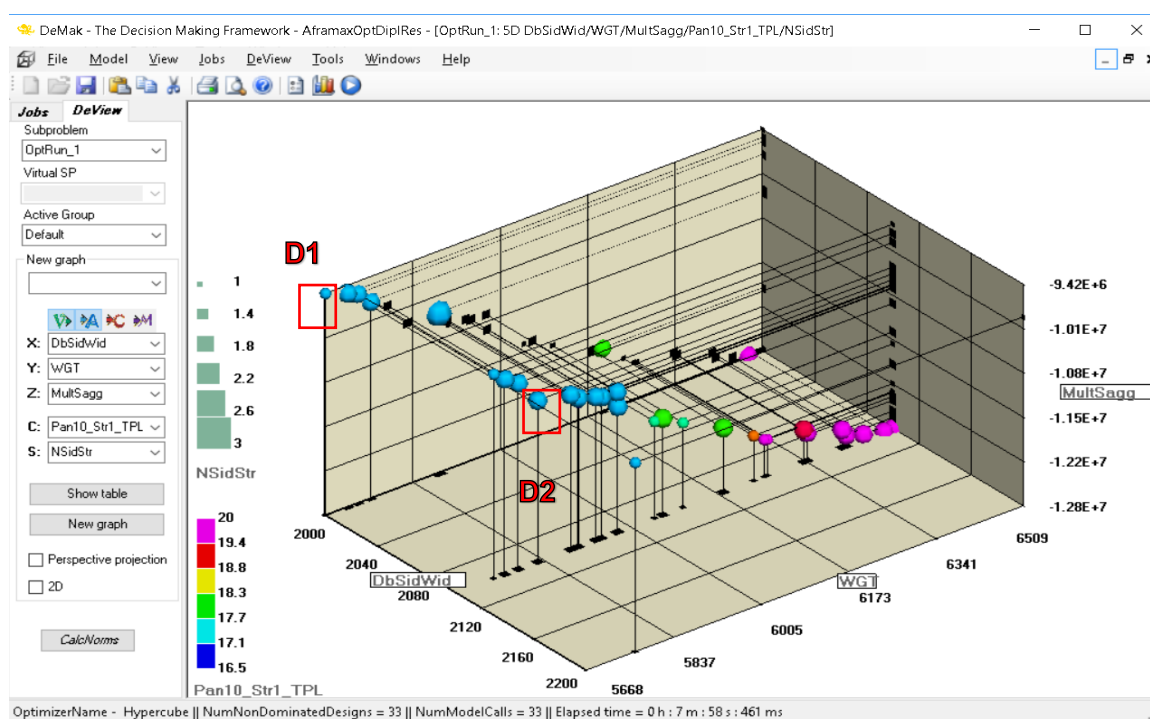 DeMak - The Decision Making Framework - AframaxOptDiplRes - [OptRun_1: 5D DbSidWid/WGT/MultSagg/Pan10_Str1_TPL/NSidStr]
File Model View Jobs DeView Tools Windows Help
Jobs DeView
Subproblem
OptRun_1
Virtual SP
Active Group
Default
New graph
V A C M
X: DbSidWid
Y: WGT
Z: MultSagg
C: Pan10_Str1_TPL
S: NSidStr
Show table
New graph
Perspective projection
2D
CalcNorms
1
1.4
1.8
2.2
2.6
3
NSidStr
20
19.4
18.8
18.3
17.7
17.1
16.5
Pan10_Str1_TPL
D1
D2
2000
2040
DbSidWid
2080
2120
2160
2200
5668
5837
6005
WGT
6173
6341
6509
-9.42E+6
-1.01E+7
-1.08E+7
MultSagg
-1.15E+7
-1.22E+7
-1.28E+7
OptimizerName - Hypercube || NumNonDominatedDesigns = 33 || NumModelCalls = 33 || Elapsed time = 0 h : 7 m : 58 s : 461 ms